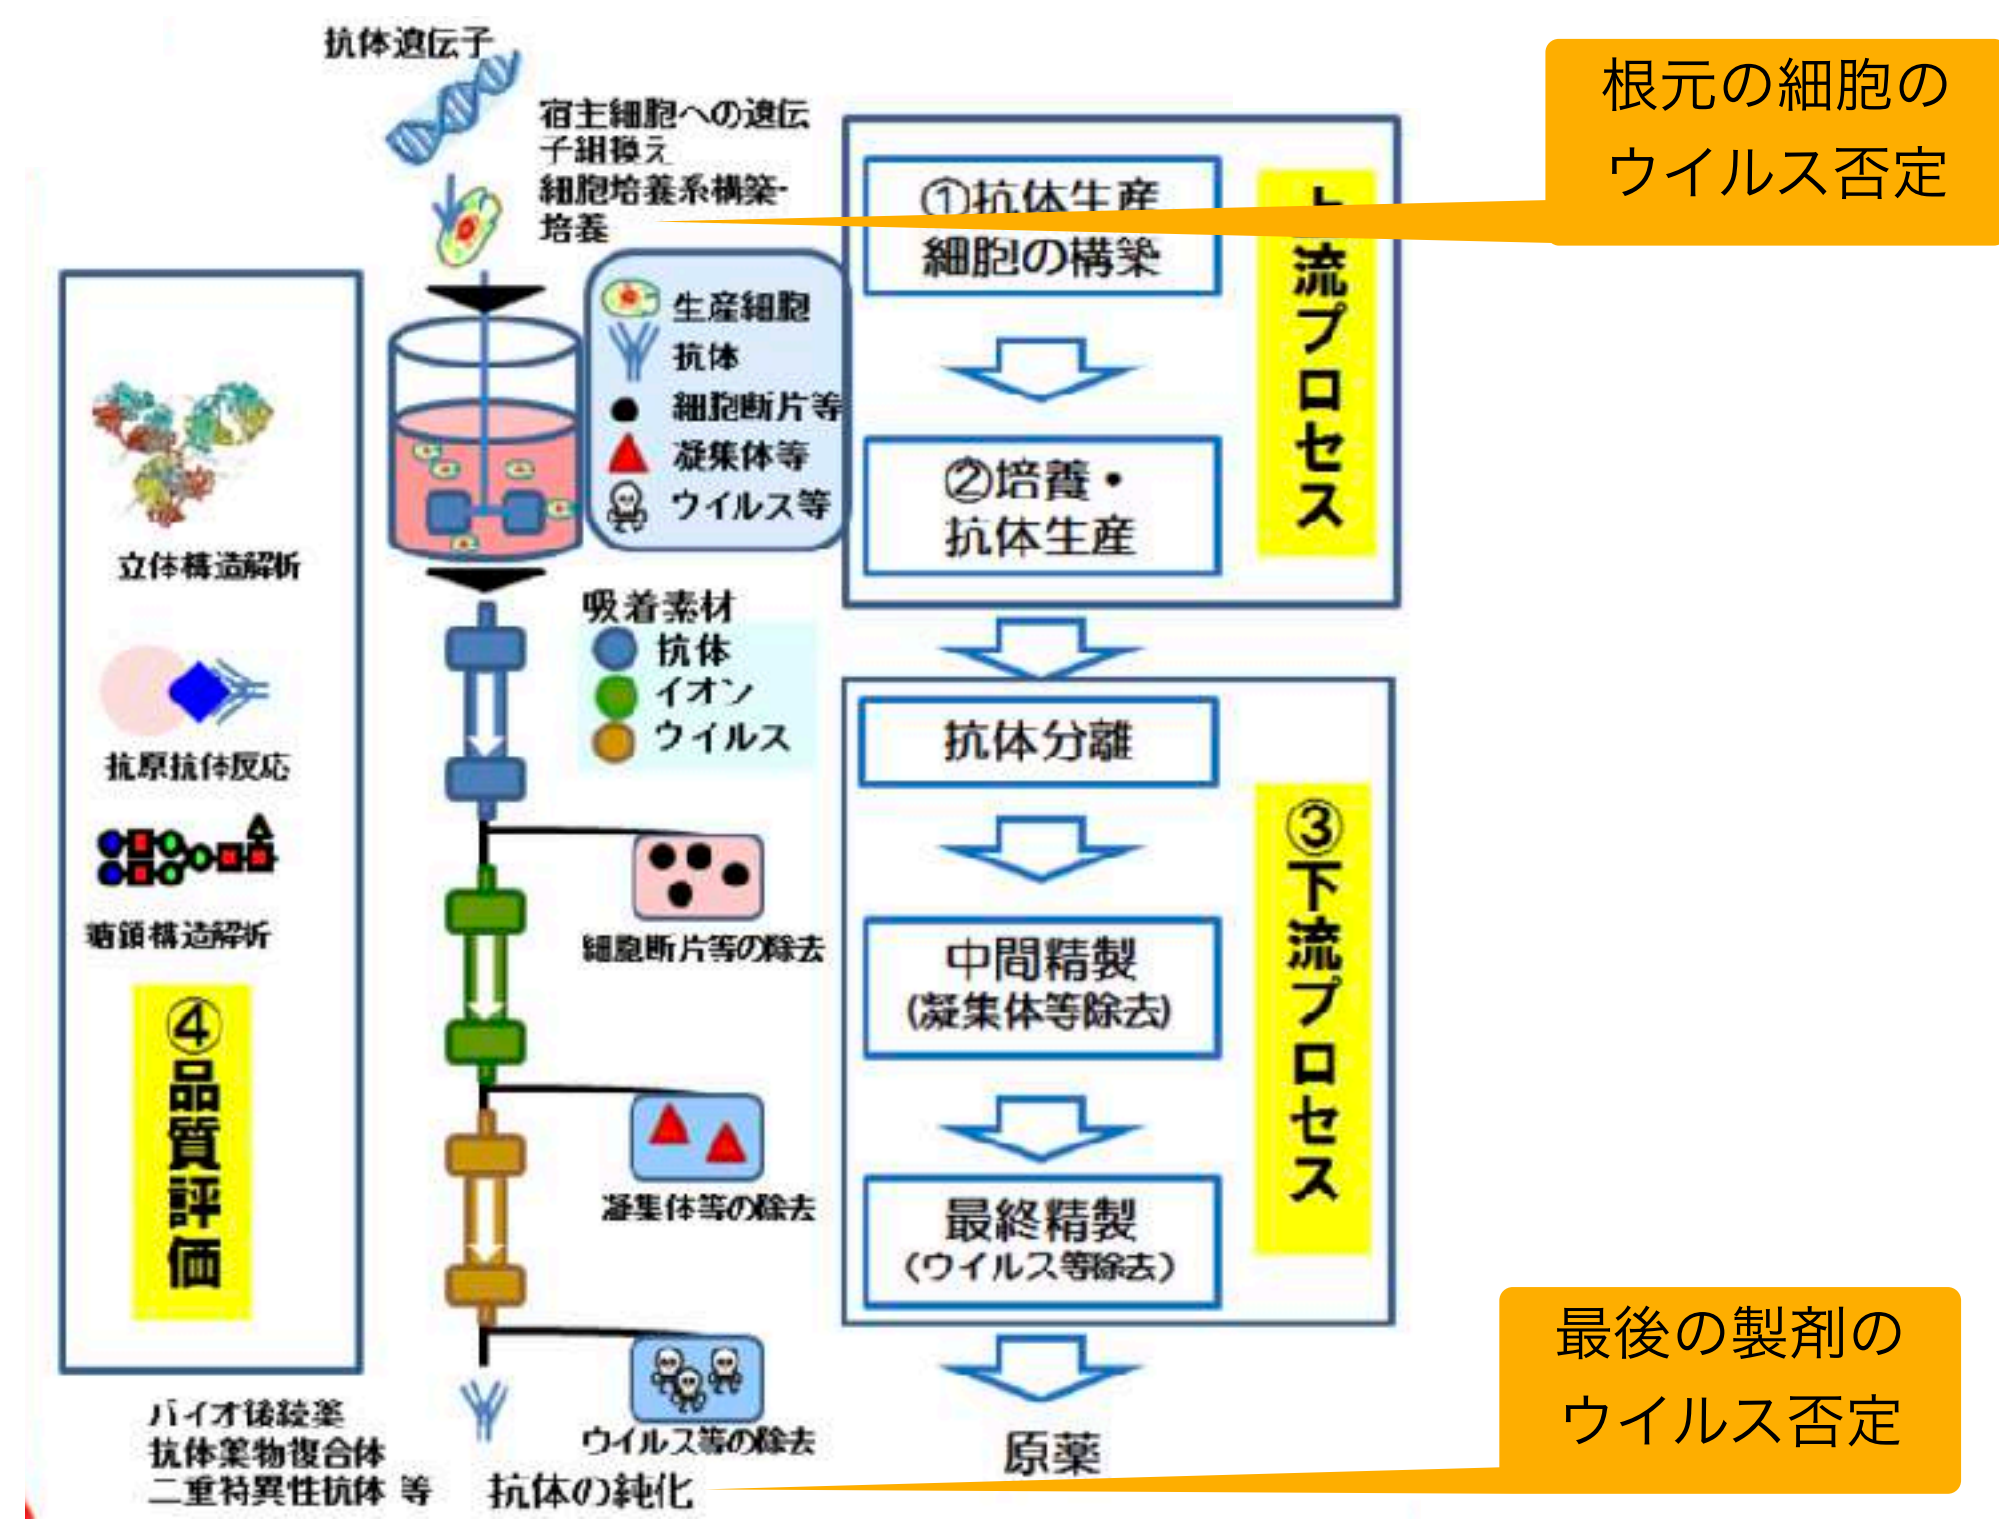 抗体遺伝子
宿主細胞への遺伝
子組換え
細胞培養系構築・
培養
生産細胞
抗体
細胞断片等
凝集体等
ウイルス等
吸着素材
抗体
イオン
ウイルス
細胞断片等の除去
凝集体等の除去
ウイルス等の除去
抗体の純化
立体構造解析
抗原抗体反応
糖鎖構造解析
④品質評価
バイオ後続薬
抗体薬物複合体
二重特異性抗体 等
①抗体生産
細胞の構築
②培養・
抗体生産
上流プロセス
抗体分離
中間精製
(凝集体等除去)
最終精製
(ウイルス等除去)
③下流プロセス
原薬
根元の細胞の
ウイルス否定
最後の製剤の
ウイルス否定